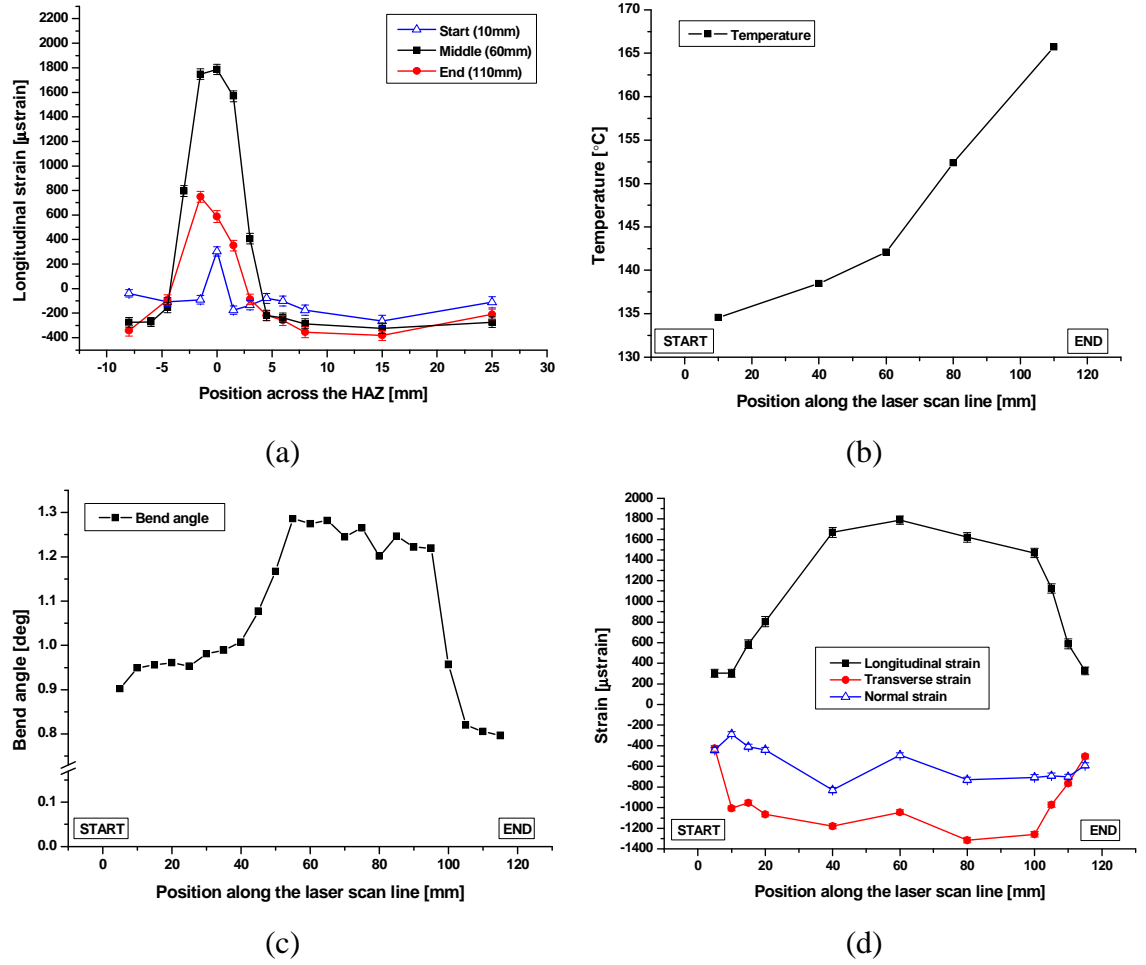 2200
2000
1800
1600
1400
1200
1000
800
600
400
200
0
-200
-400
Longitudinal strain [μstrain]
Start (10mm)
Middle (60mm)
End (110mm)
-10 -5 0 5 10 15 20 25 30
Position across the HAZ [mm]
(a)
165
160
155
150
145
140
135
130
Temperature [°C]
Temperature
START
END
0 20 40 60 80 100 120
Position along the laser scan line [mm]
(b)
1.3
1.2
1.1
1.0
0.9
0.8
0.1
0.0
Bend angle [deg]
Bend angle
START
END
0 20 40 60 80 100 120
Position along the laser scan line [mm]
(c)
2000
1800
1600
1400
1200
1000
800
600
400
200
0
-200
-400
-600
-800
-1000
-1200
-1400
Strain [μstrain]
Longitudinal strain
Transverse strain
Normal strain
START
END
0 20 40 60 80 100 120
Position along the laser scan line [mm]
(d)